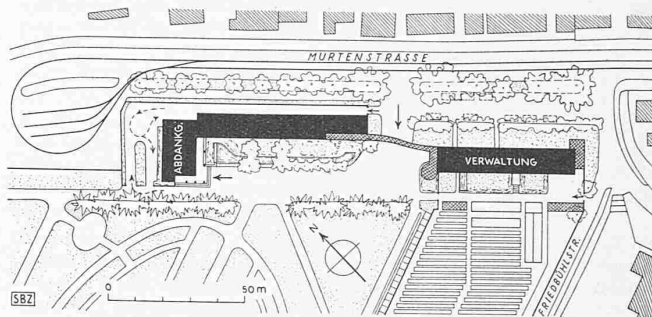 MURTENSTRASSE
ABDANKG.
VERWALTUNG
N
FRIEDBÜHLSTR.
SBZ
0 50 m